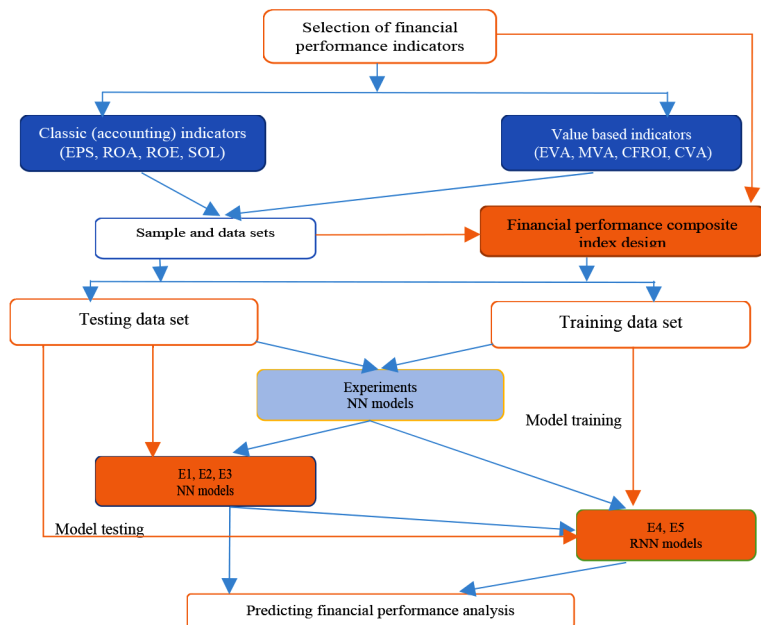 Selection of financial
performance indicators
Classic (accounting) indicators
(EPS, ROA, ROE, SOL)
Value based indicators
(EVA, MVA, CFROI, CVA)
Sample and data sets
Financial performance composite
index design
Testing data set
Training data set
Experiments
NN models
Model training
E1, E2, E3
NN models
Model testing
E4, E5
RNN models
Predicting financial performance analysis